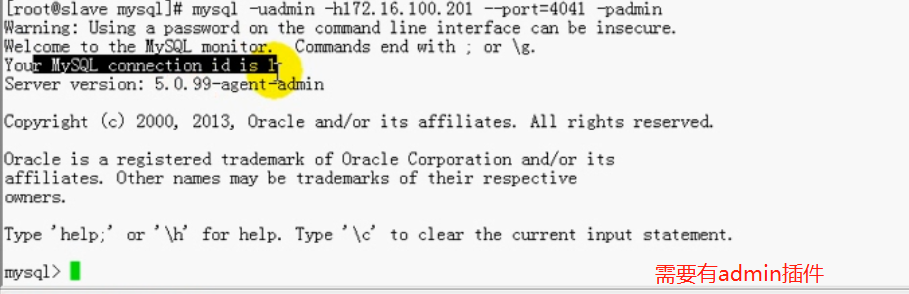 [root@slave mysql]# mysql -uadmin -h172.16.100.201 --port=4041 -padmin
Warning: Using a password on the command line interface can be insecure.
Welcome to the MySQL monitor.  Commands end with ; or \g.
Your MySQL connection id is 1
Server version: 5.0.99-agent-admin
Copyright (c) 2000, 2013, Oracle and/or its affiliates. All rights reserved.
Oracle is a registered trademark of Oracle Corporation and/or its
affiliates. Other names may be trademarks of their respective
owners.
Type 'help;' or '\h' for help. Type '\c' to clear the current input statement.
mysql>
需要有admin插件